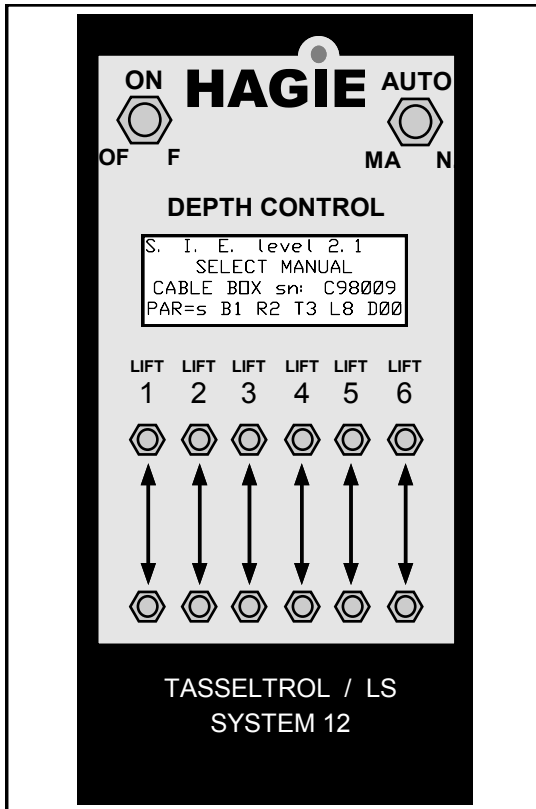 ON HAGIE AUTO
OF F MA N
DEPTH CONTROL
S. I. E. level 2.1
SELECT MANUAL
CABLE BOX sn: C98009
PAR=s B1 R2 T3 L8 D00
LIFT LIFT LIFT LIFT LIFT LIFT
1 2 3 4 5 6
TASSELTROL / LS
SYSTEM 12